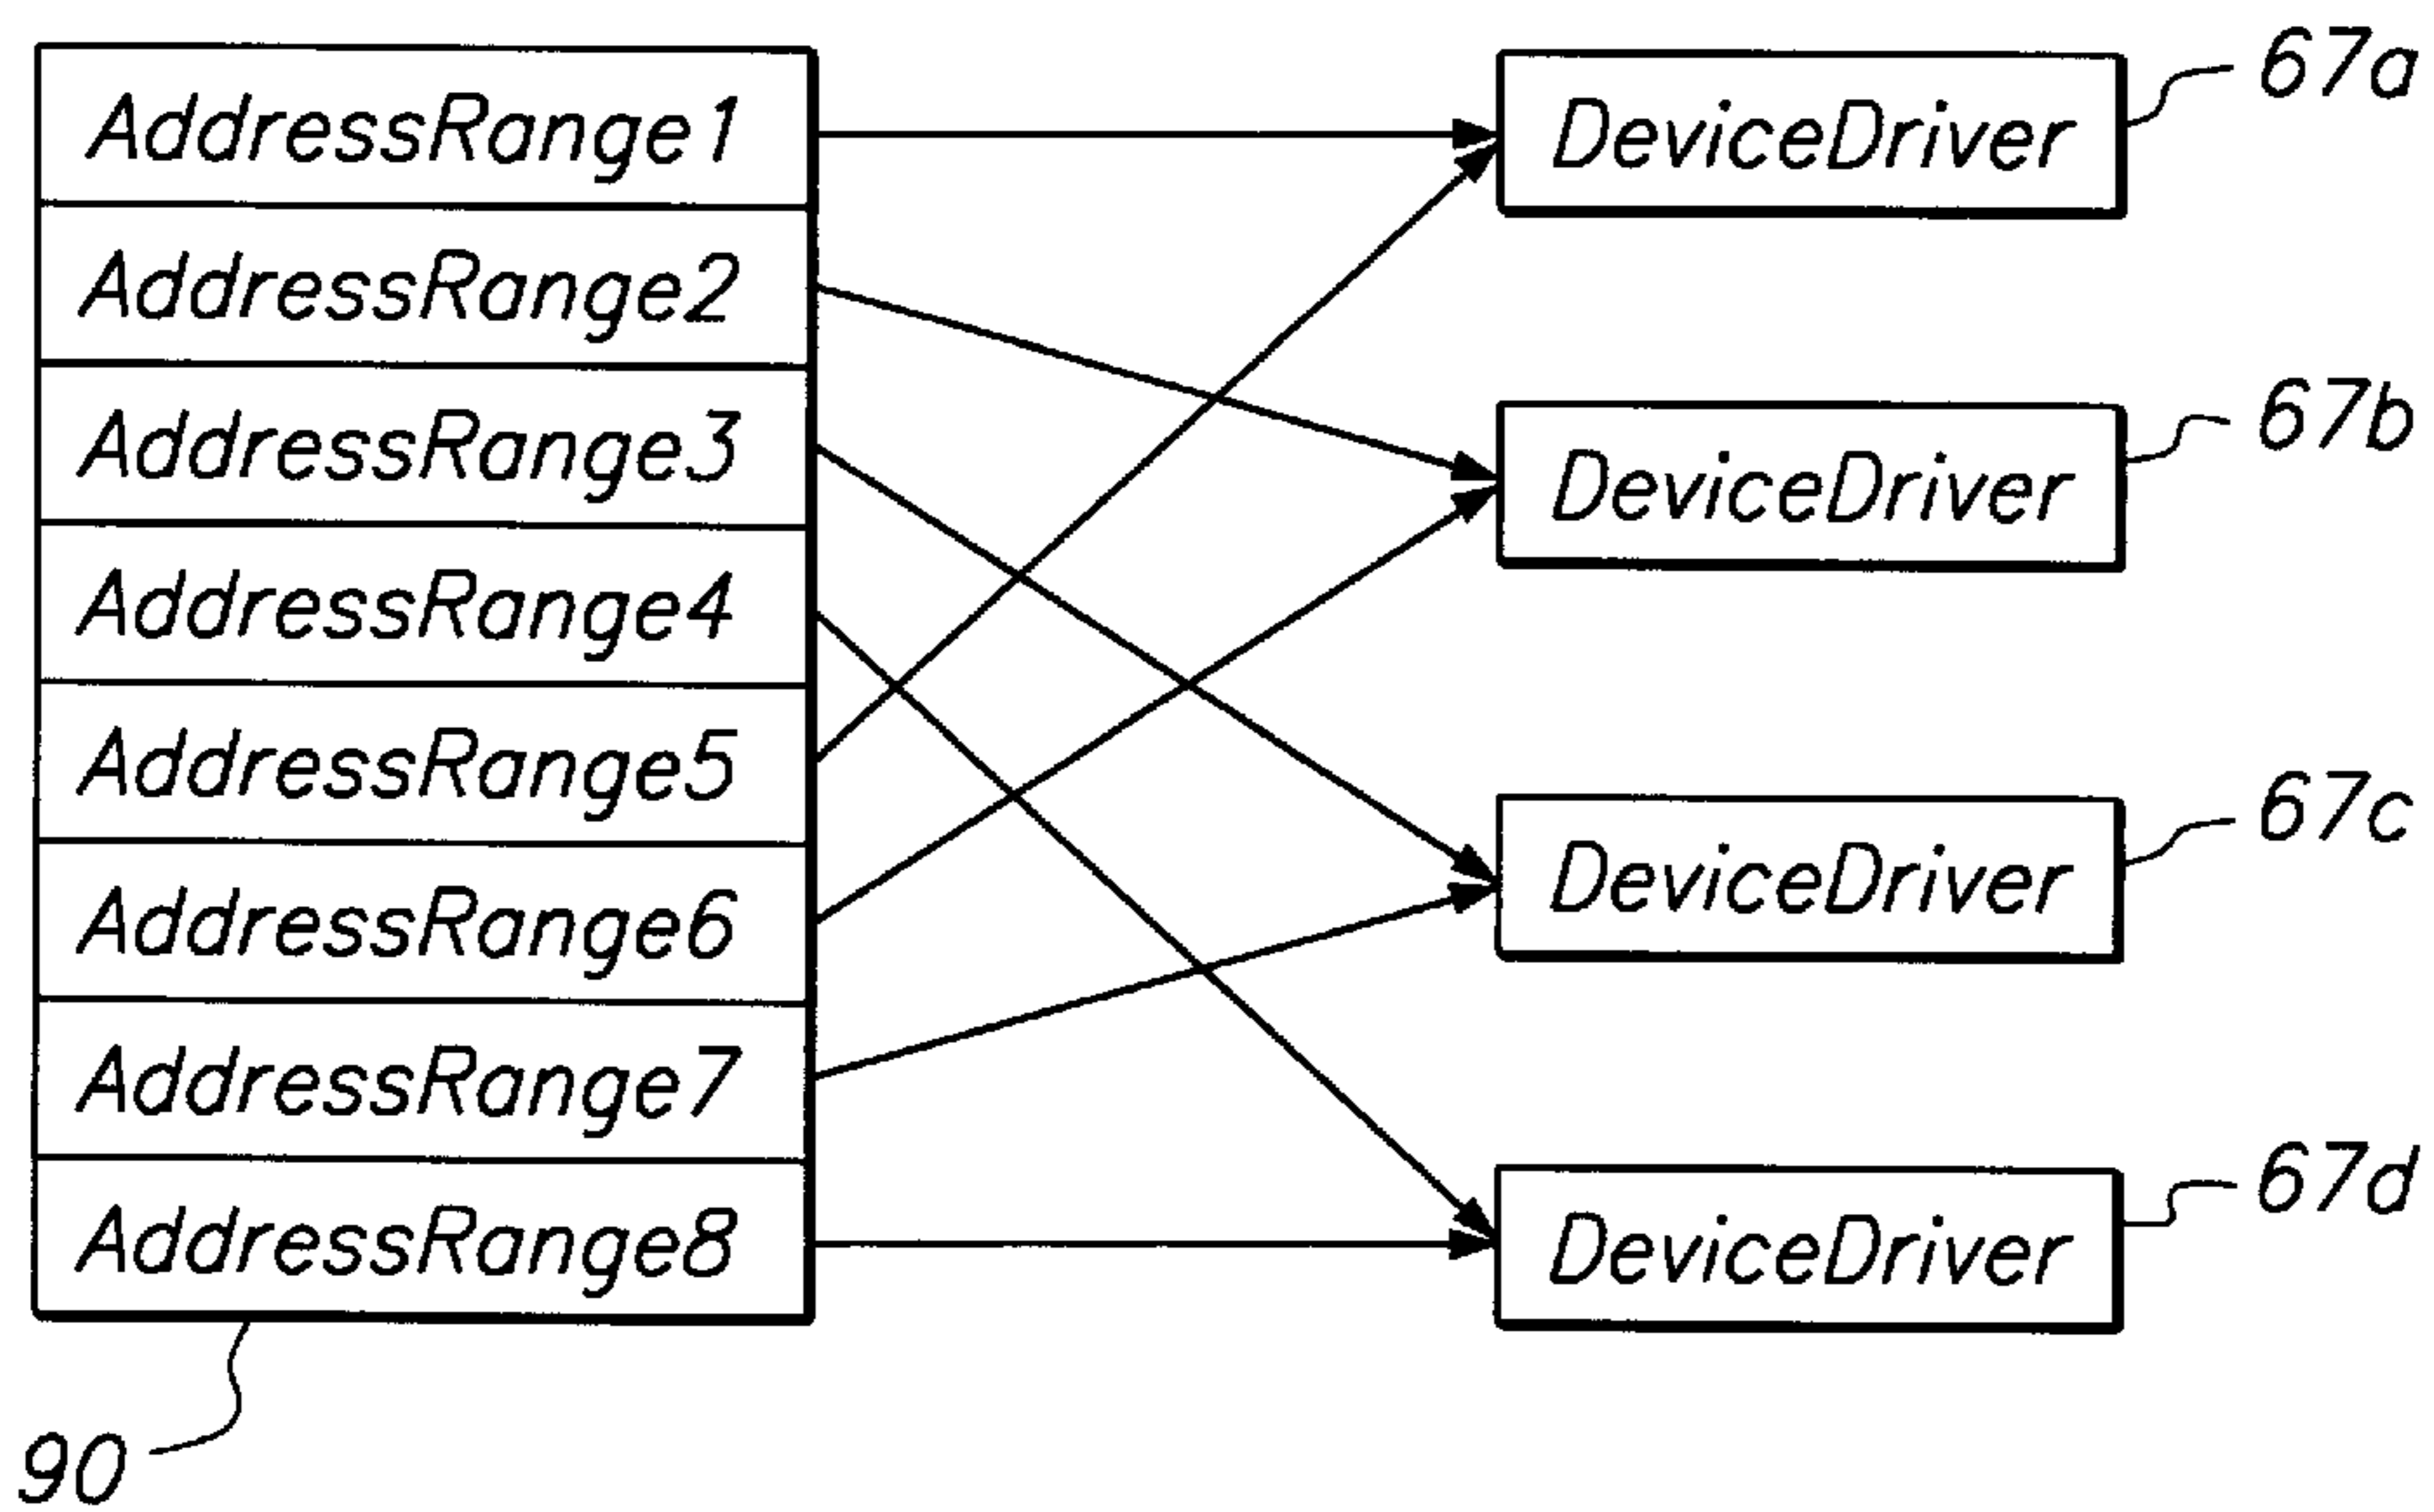 AddressRange1
AddressRange2
AddressRange3
AddressRange4
AddressRange5
AddressRange6
AddressRange7
AddressRange8
90
DeviceDriver
67a
DeviceDriver
67b
DeviceDriver
67c
DeviceDriver
67d